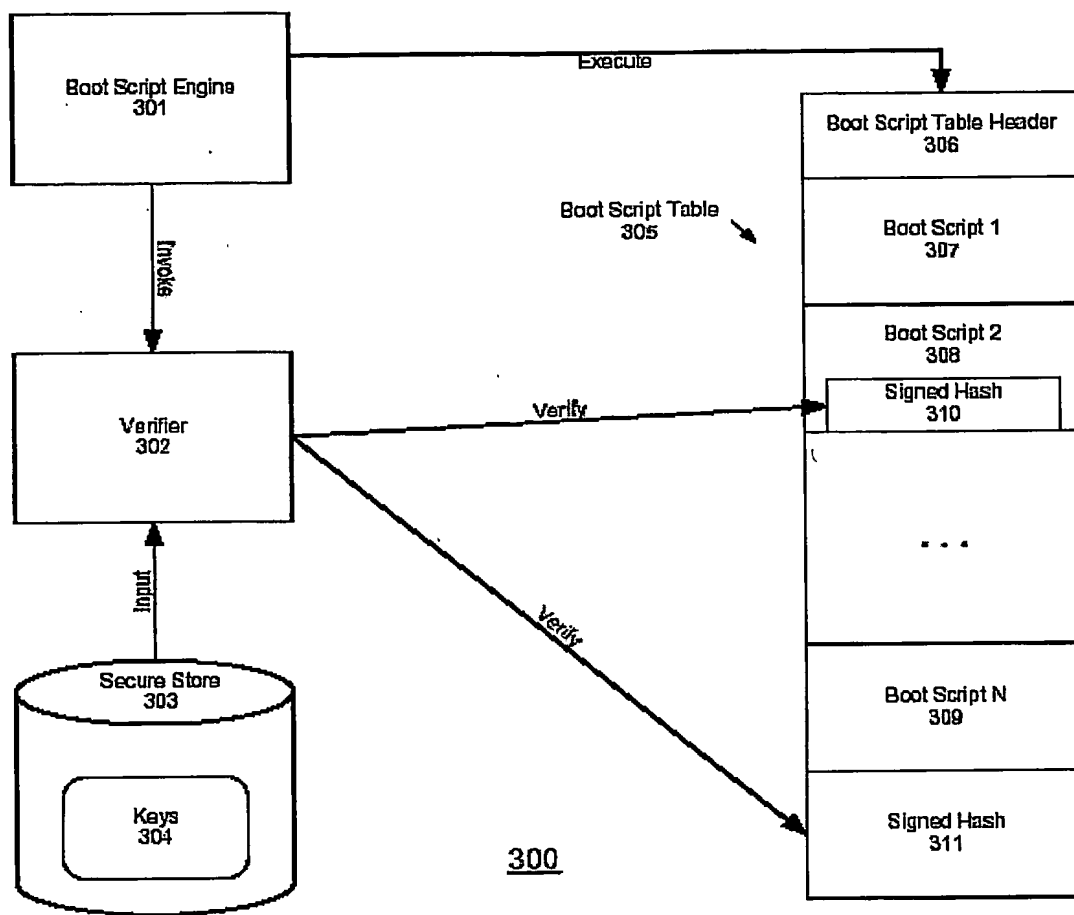 Boot Script Engine
301
Execute
Boot Script Table Header
306
Boot Script Table
305
Boot Script 1
307
Invoke
Boot Script 2
308
Signed Hash
310
Verifier
302
Verify
. . .
Input
Verify
Secure Store
303
Boot Script N
309
Keys
304
Signed Hash
311
300